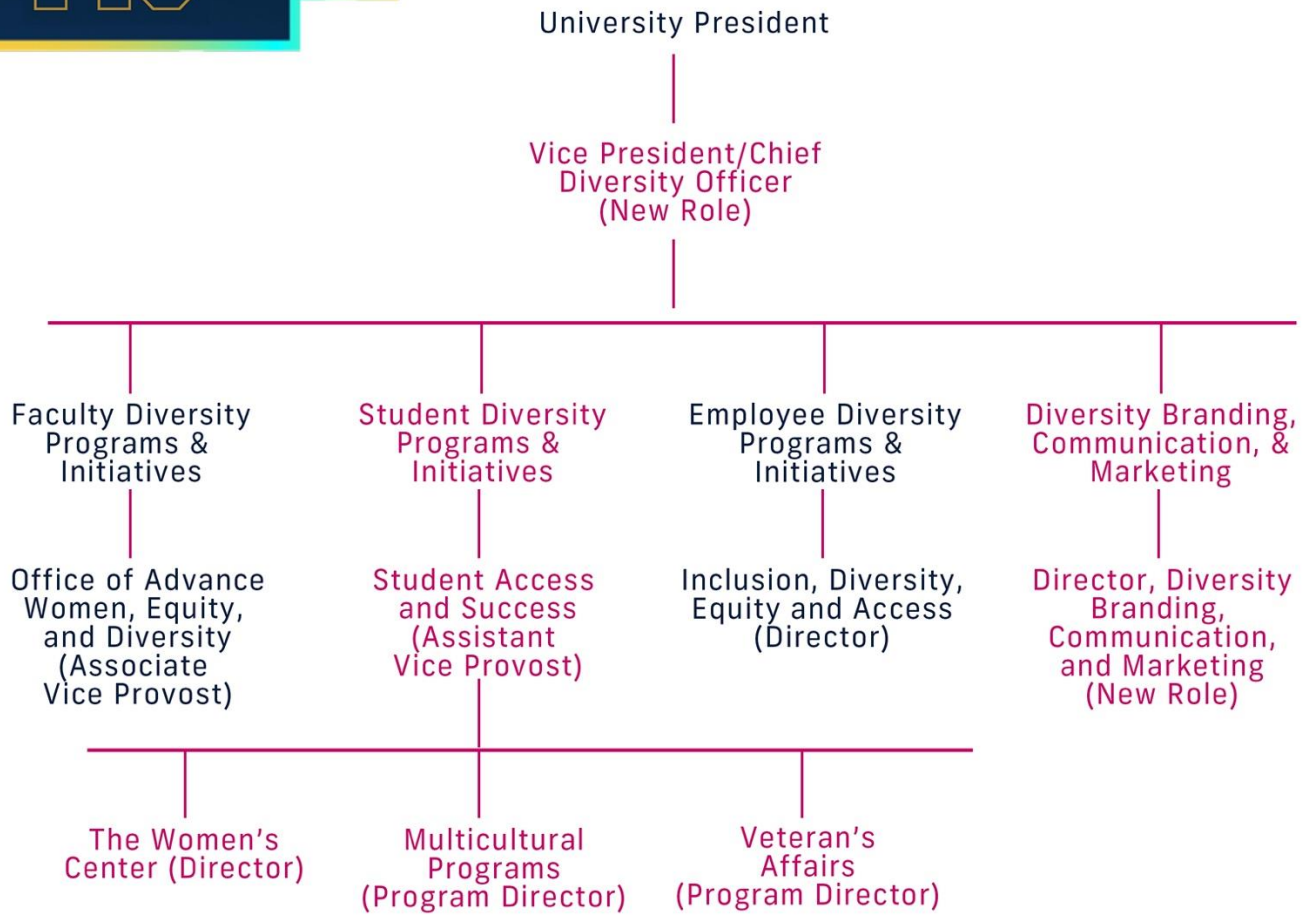 University President
Vice President/Chief
Diversity Officer
(New Role)
Faculty Diversity
Programs &
Initiatives
Student Diversity
Programs &
Initiatives
Employee Diversity
Programs &
Initiatives
Diversity Branding,
Communication, &
Marketing
Office of Advance
Women, Equity,
and Diversity
(Associate
Vice Provost)
Student Access
and Success
(Assistant
Vice Provost)
Inclusion, Diversity,
Equity and Access
(Director)
Director, Diversity
Branding,
Communication,
and Marketing
(New Role)
The Women's
Center (Director)
Multicultural
Programs
(Program Director)
Veteran's
Affairs
(Program Director)